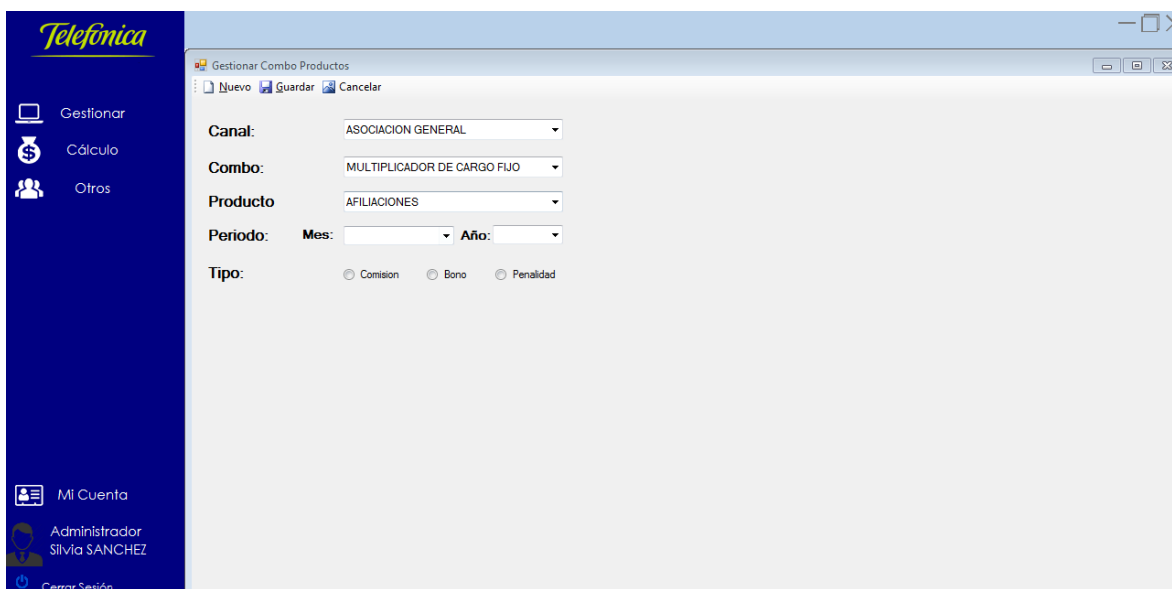 Telefónica
Gestionar
Cálculo
Otros
Mi Cuenta
Administrador
Silvia SANCHEZ
Cerrar Sesión
Gestionar Combo Productos
Nuevo Guardar Cancelar
Canal: ASOCIACION GENERAL
Combo: MULTIPLICADOR DE CARGO FIJO
Producto AFILIACIONES
Periodo: Mes: Año:
Tipo: Comision Bono Penalidad